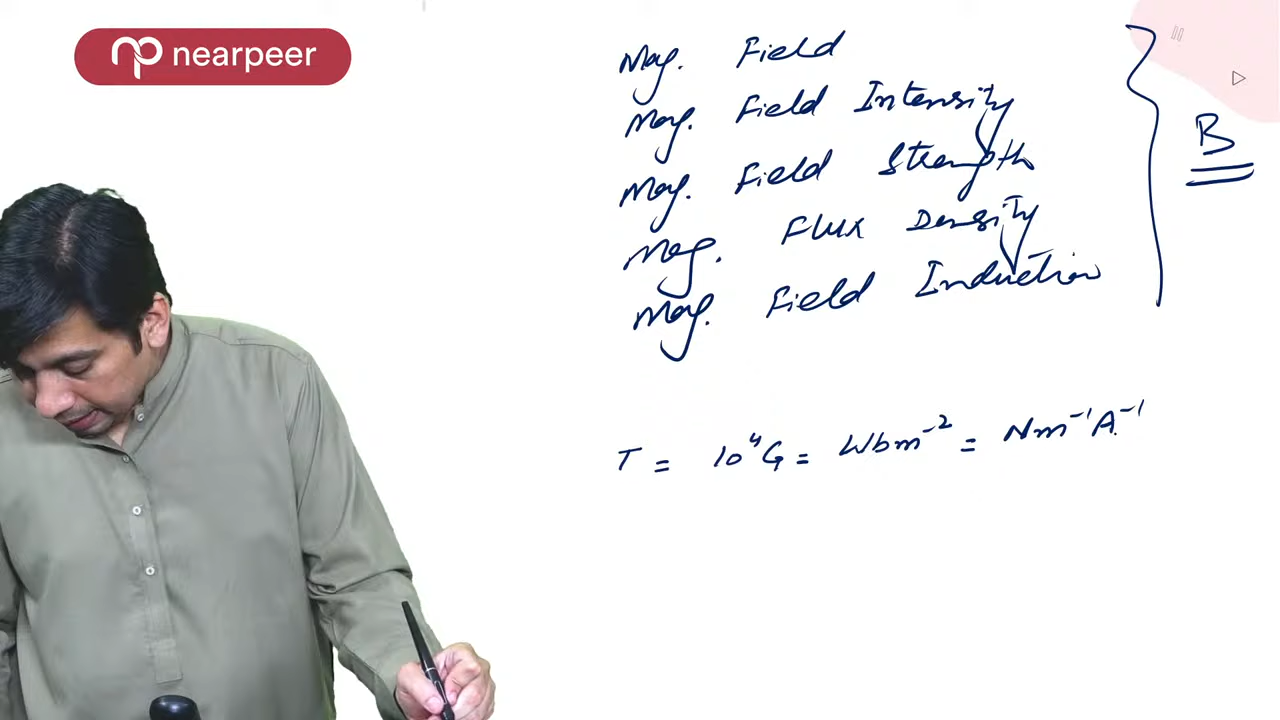 nearpeer
Mag. Field
Mag. Field Intensity
Mag. Field Strength
Mag. Flux Density
Mag. Field Induction
B
T = 10⁴G = Wbm⁻² = Nm⁻¹A⁻¹